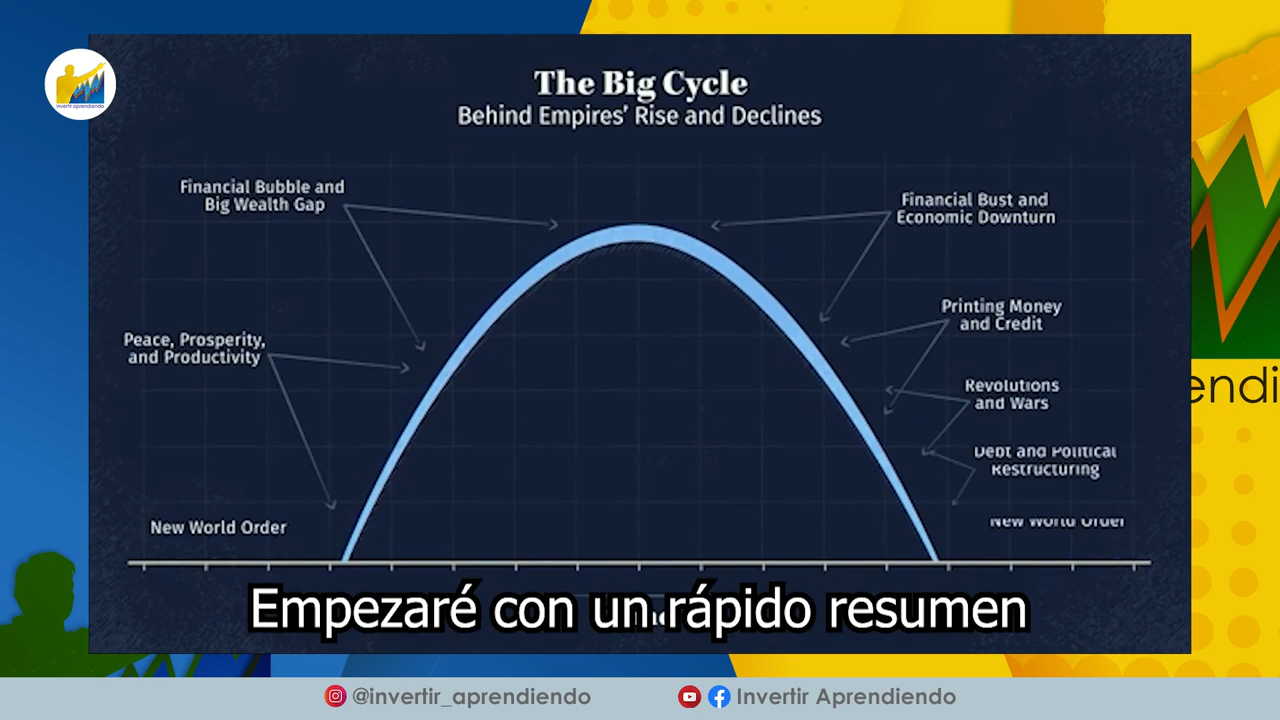 The Big Cycle
Behind Empires' Rise and Declines
Financial Bubble and
Big Wealth Gap
Financial Bust and
Economic Downturn
Printing Money
and Credit
Peace, Prosperity,
and Productivity
Revolutions
and Wars
Debt and Political
Restructuring
New World Order
New World Order
Empezaré con un rápido resumen
invertir aprendiendo
endi
@invertir_aprendiendo
Invertir Aprendiendo